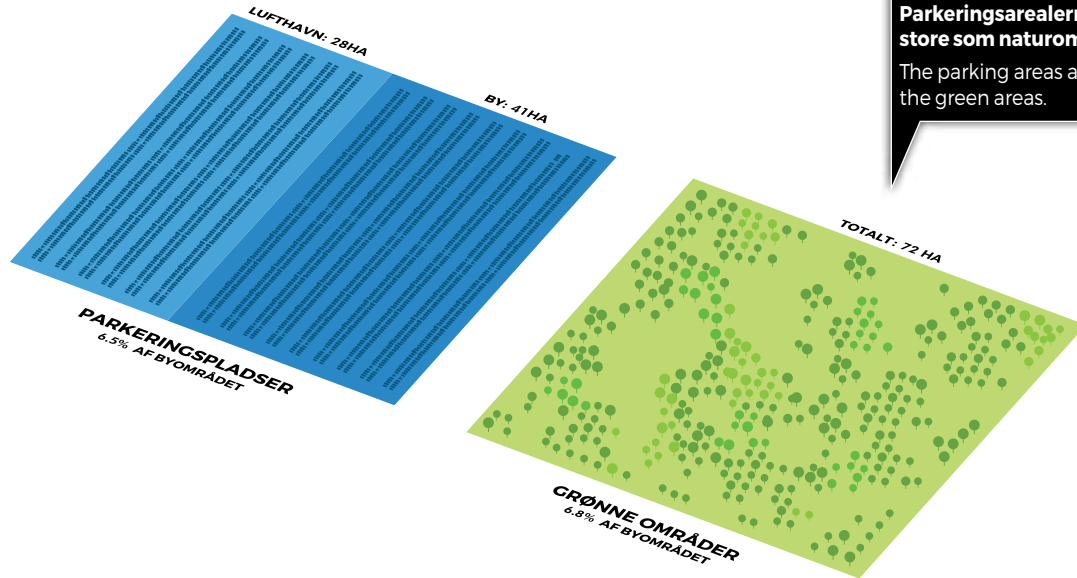 LUFTHAVN: 28HA
BY: 41HA
PARKERINGSPLADSER
6.5% AF BYOMRÅDET
Parkeringsarealern
store som naturom
The parking areas a
the green areas.
TOTALT: 72 HA
GRØNNE OMRÅDER
6.8% AF BYOMRÅDET